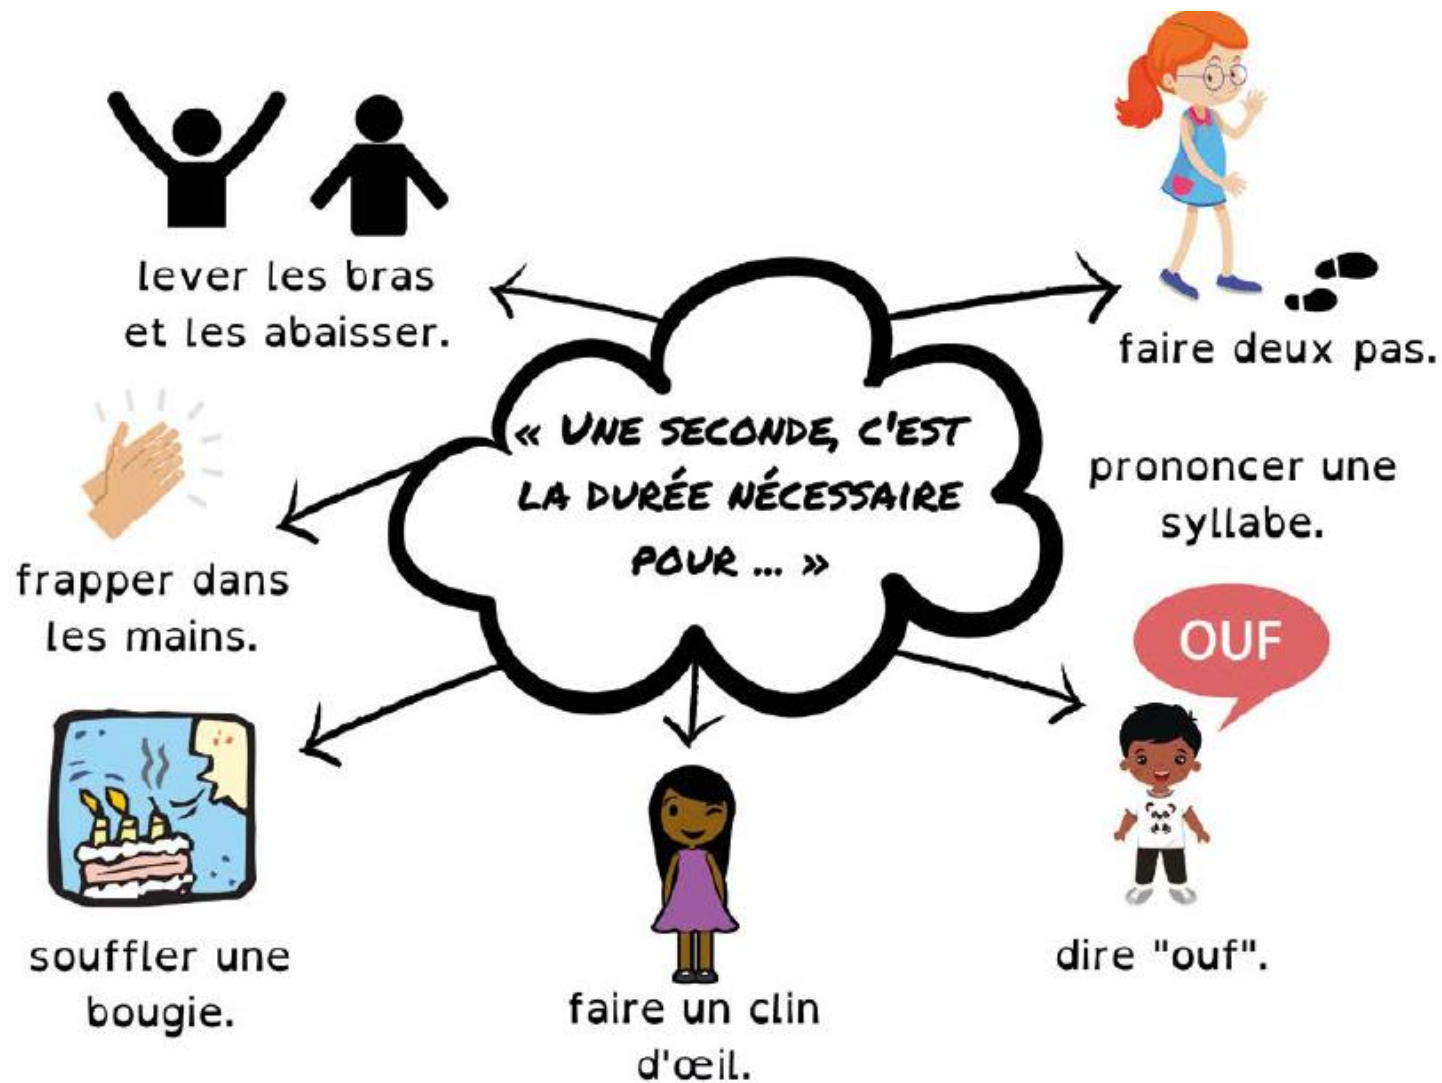 « UNE SECONDE, C'EST
LA DURÉE NÉCESSAIRE
POUR ... »
lever les bras
et les abaisser.
faire deux pas.
frapper dans
les mains.
prononcer une
syllabe.
OUF
souffler une
bougie.
faire un clin
d'œil.
dire "ouf".